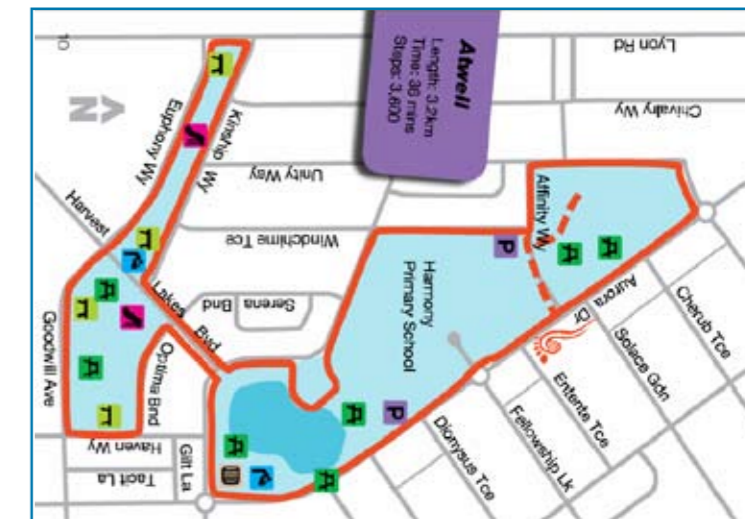 Atwell
Length: 3.2km
Time: 36 mins
Steps: 3,600
Lyon Rd
Chivalry Wy
Kinship Wy
Euphony Wy
Unity Way
Affinity Wy
Windchime Tce
Harvest Lakes Bvd
Serena Bnd
Harmony
Primary School
P
Aurora Dr
Cherub Tce
Solace Gdn
Entente Tce
Fellowship Lk
Dionysus Tce
P
Goodwill Ave
Optima Bnd
Haven Wy
Tacit La
Gilt La
N
10